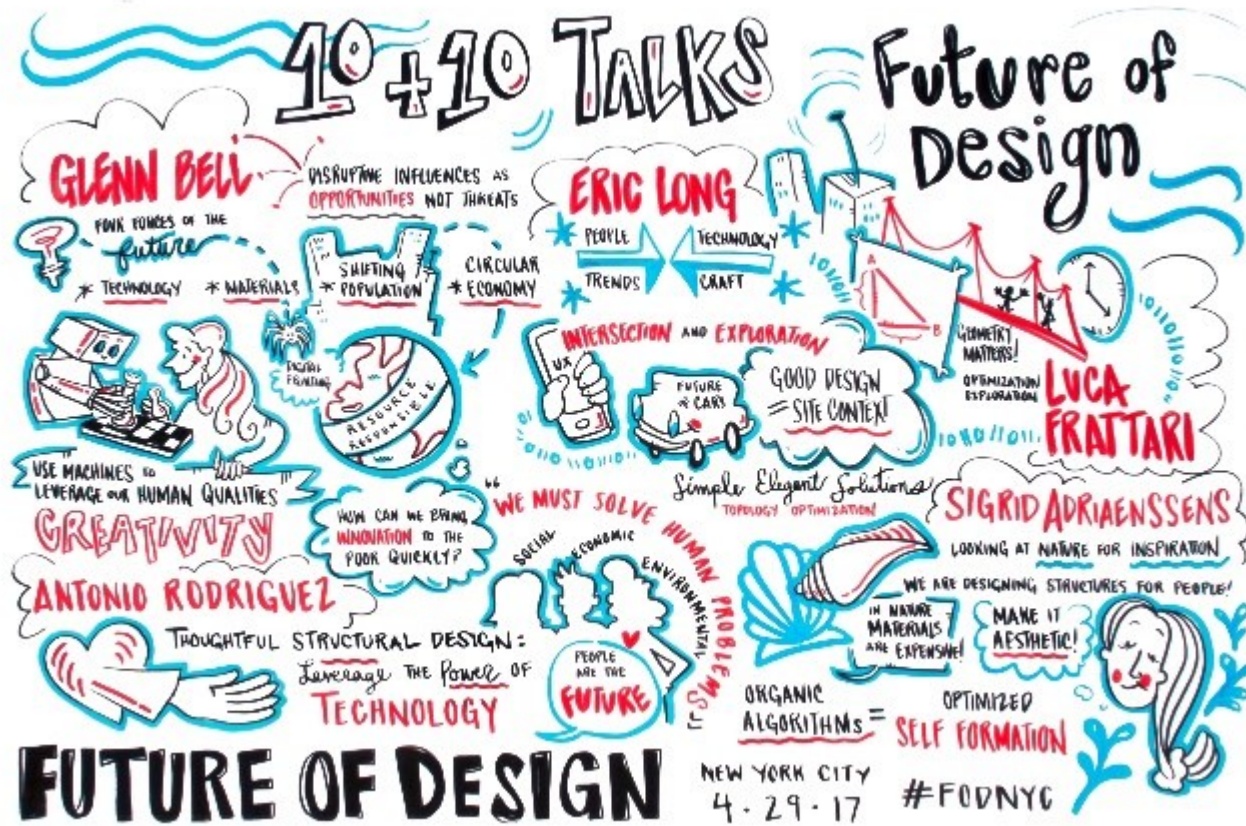 10+10 TALKS
Future of
Design
GLENN BELL
DISRUPTIVE INFLUENCES AS
OPPORTUNITIES NOT THREATS
FOUR FORCES OF THE
future
* TECHNOLOGY
* MATERIALS
* SHIFTING
POPULATION
* CIRCULAR
ECONOMY
DIGITAL
PRINTING
RESOURCE
RESPONSIBLE
USE MACHINES TO
LEVERAGE OUR HUMAN QUALITIES
CREATIVITY
HOW CAN WE BRING
INNOVATION TO THE
POOR QUICKLY?
ERIC LONG
PEOPLE
TECHNOLOGY
TRENDS
CRAFT
INTERSECTION AND EXPLORATION
UX
FUTURE
OF CARS
GOOD DESIGN
= SITE CONTEXT
Simple Elegant Solutions
TOPOLOGY OPTIMIZATION
A
B
GEOMETRY
MATTERS!
OPTIMIZATION
EXPLORATION
LUCA
FRATTARI
ANTONIO RODRIGUEZ
THOUGHTFUL STRUCTURAL DESIGN:
Leverage THE Power OF
TECHNOLOGY
"WE MUST SOLVE HUMAN PROBLEMS"
SOCIAL
ECONOMIC
ENVIRONMENTAL
PEOPLE
ARE THE
FUTURE
SIGRID ADRIAENSSENS
LOOKING AT NATURE FOR INSPIRATION
WE ARE DESIGNING STRUCTURES FOR PEOPLE!
IN NATURE
MATERIALS
ARE EXPENSIVE!
MAKE IT
AESTHETIC!
ORGANIC
ALGORITHMS =
OPTIMIZED
SELF FORMATION
FUTURE OF DESIGN
NEW YORK CITY
4.29.17
#FODNYC